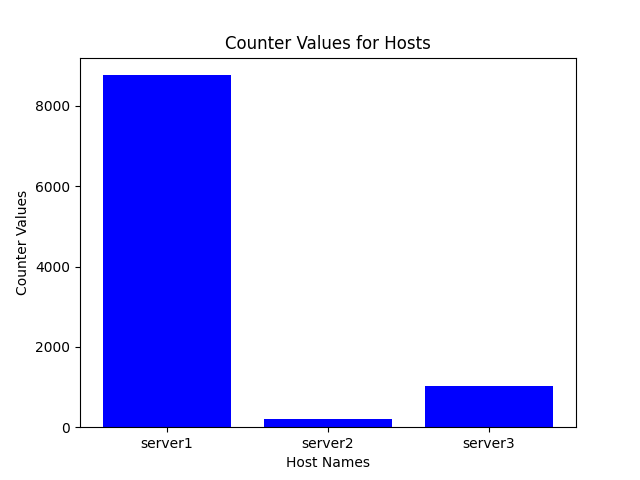 Counter Values for Hosts
8000
6000
4000
2000
0
Counter Values
server1 server2 server3
Host Names